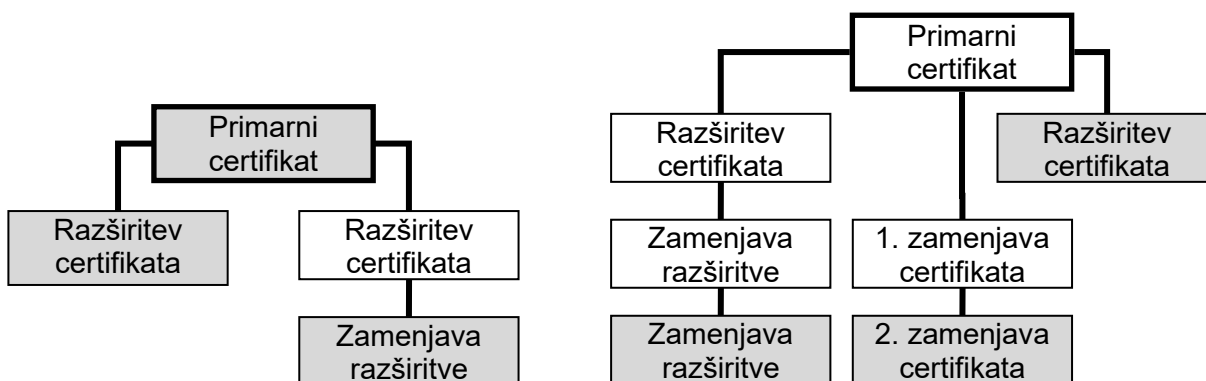 Primarni
certifikat
Razširitev
certifikata
Razširitev
certifikata
Zamenjava
razširitve
Primarni
certifikat
Razširitev
certifikata
Razširitev
certifikata
Zamenjava
razširitve
1. zamenjava
certifikata
Zamenjava
razširitve
2. zamenjava
certifikata